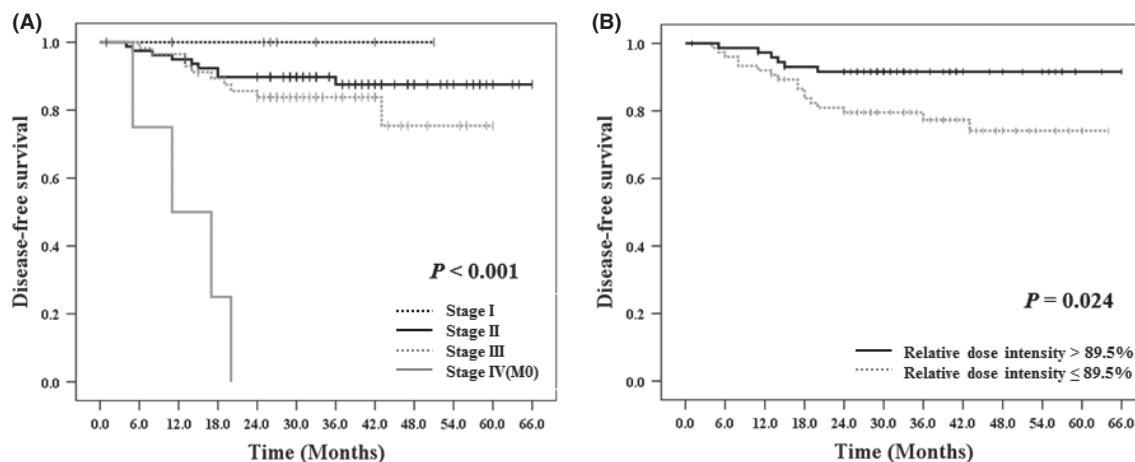 (A)
Disease-free survival
1.0
0.8
0.6
0.4
0.2
0.0
P < 0.001
Stage I
Stage II
Stage III
Stage IV(M0)
0.0 6.0 12.0 18.0 24.0 30.0 36.0 42.0 48.0 54.0 60.0 66.0
Time (Months)
(B)
Disease-free survival
1.0
0.8
0.6
0.4
0.2
0.0
P = 0.024
Relative dose intensity > 89.5%
Relative dose intensity ≤ 89.5%
0.0 6.0 12.0 18.0 24.0 30.0 36.0 42.0 48.0 54.0 60.0 66.0
Time (Months)